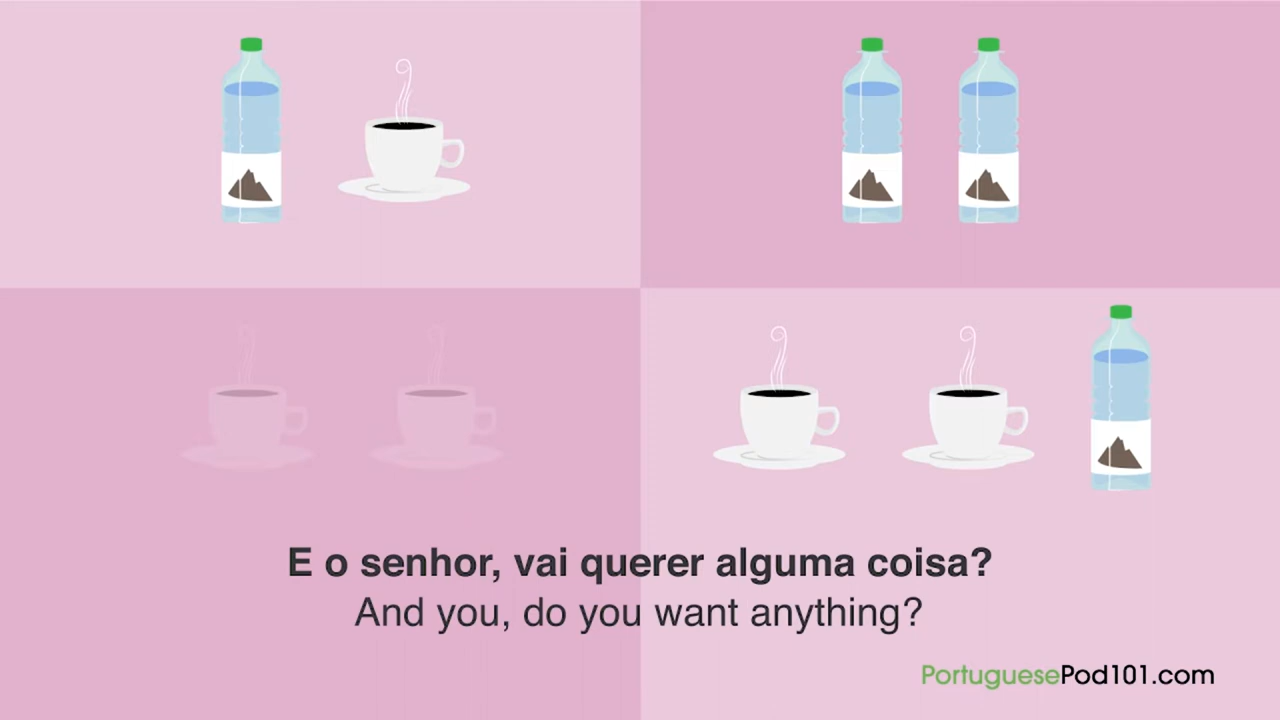 E o senhor, vai querer alguma coisa?
And you, do you want anything?
PortuguesePod101.com